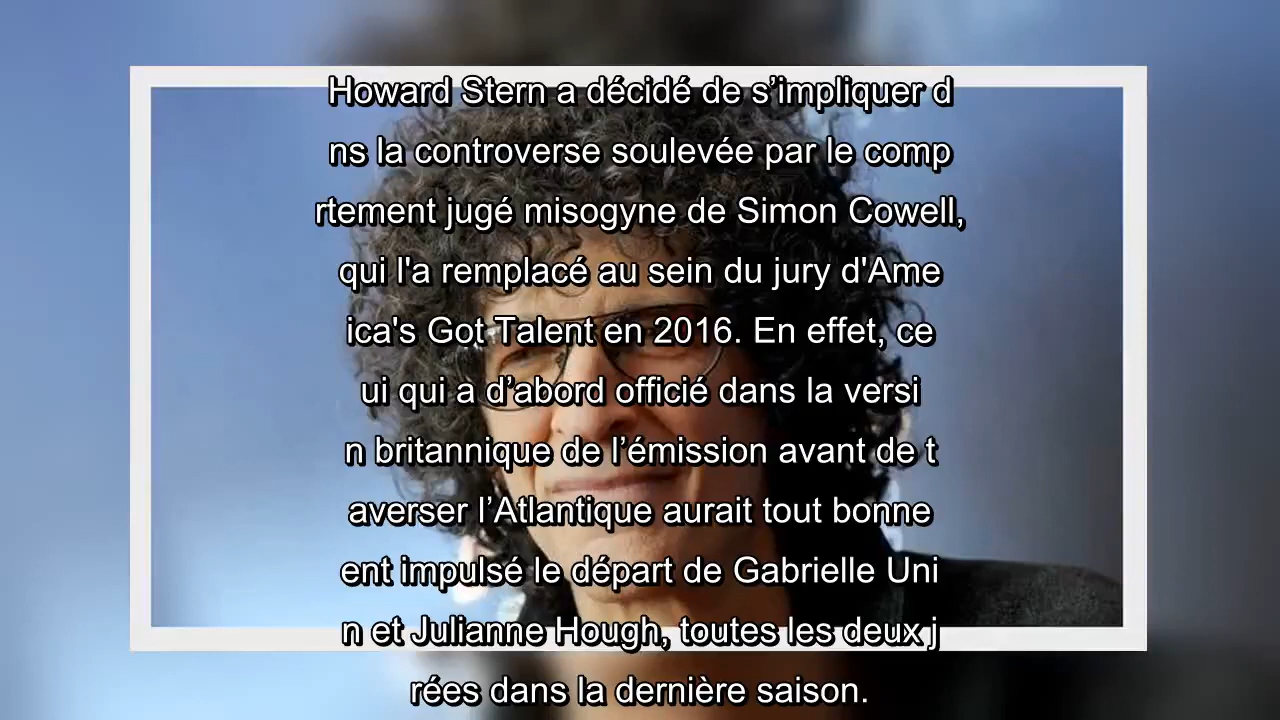 Howard Stern a décidé de s’impliquer d
ns la controverse soulevée par le comp
rtement jugé misogyne de Simon Cowell,
qui l'a remplacé au sein du jury d'Ame
ica's Got Talent en 2016. En effet, ce
ui qui a d’abord officié dans la versi
n britannique de l’émission avant de t
averser l’Atlantique aurait tout bonne
ent impulsé le départ de Gabrielle Uni
n et Julianne Hough, toutes les deux j
rées dans la dernière saison.